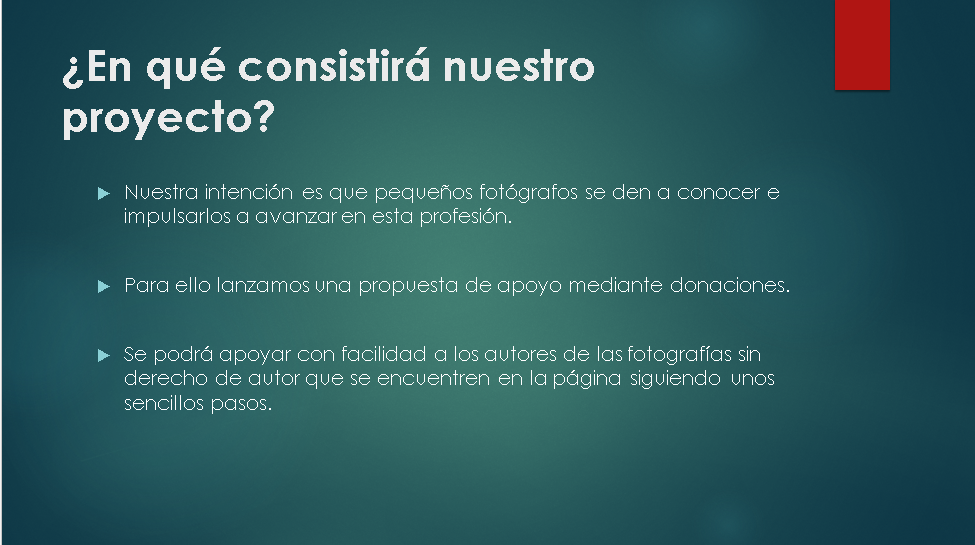 ¿En qué consistirá nuestro
proyecto?
Nuestra intención es que pequeños fotógrafos se den a conocer e
impulsarlos a avanzar en esta profesión.
Para ello lanzamos una propuesta de apoyo mediante donaciones.
Se podrá apoyar con facilidad a los autores de las fotografías sin
derecho de autor que se encuentren en la página siguiendo unos
sencillos pasos.